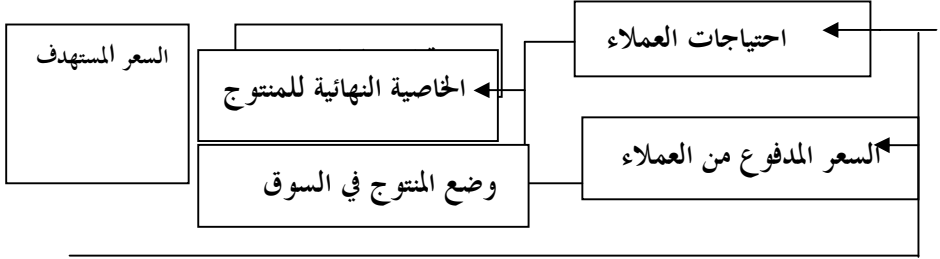 احتياجات العملاء
السعر المستهدف
الخاصية النهائية للمنتوج
السعر المدفوع من العملاء
وضع المنتوج في السوق